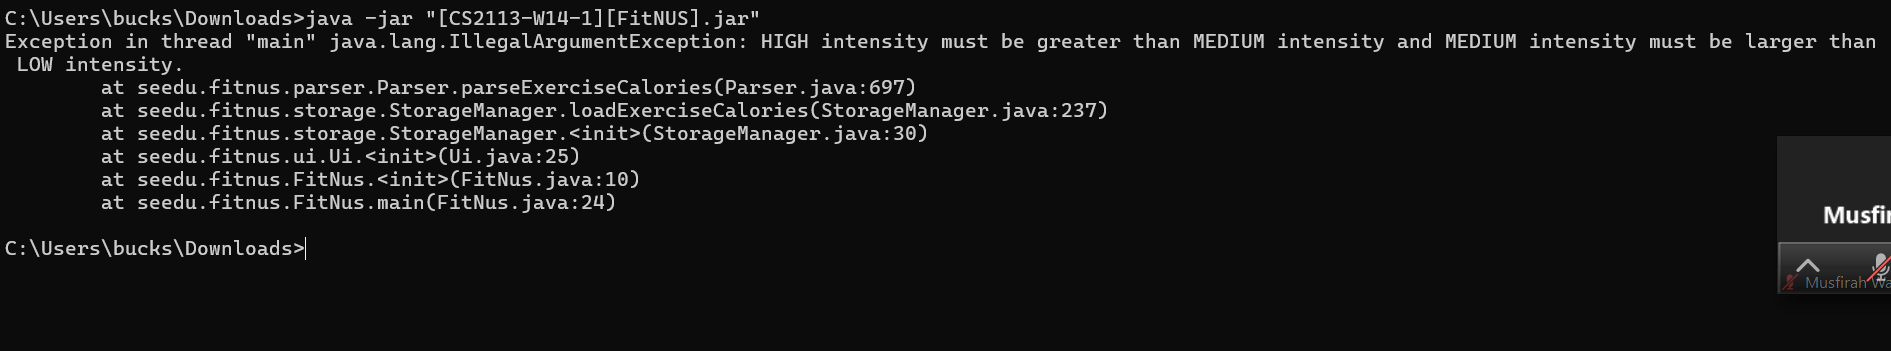 C:\Users\bucks\Downloads>java -jar "[CS2113-W14-1][FitNUS].jar"
Exception in thread "main" java.lang.IllegalArgumentException: HIGH intensity must be greater than MEDIUM intensity and MEDIUM intensity must be larger than
LOW intensity.
at seedu.fitnus.parser.Parser.parseExerciseCalories(Parser.java:697)
at seedu.fitnus.storage.StorageManager.loadExerciseCalories(StorageManager.java:237)
at seedu.fitnus.storage.StorageManager.<init>(StorageManager.java:30)
at seedu.fitnus.ui.Ui.<init>(Ui.java:25)
at seedu.fitnus.FitNus.<init>(FitNus.java:10)
at seedu.fitnus.FitNus.main(FitNus.java:24)
C:\Users\bucks\Downloads>
Musfir
Musfirah Wa